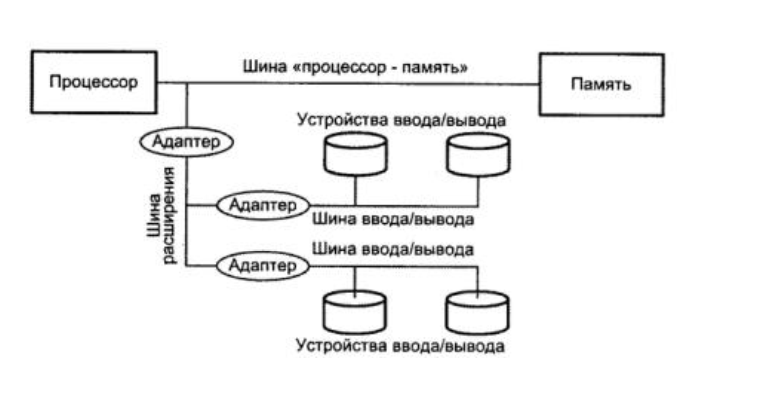 Шина «процессор - память»
Процессор
Память
Устройства ввода/вывода
Адаптер
Шина
расширения
Адаптер
Шина ввода/вывода
Шина ввода/вывода
Адаптер
Устройства ввода/вывода